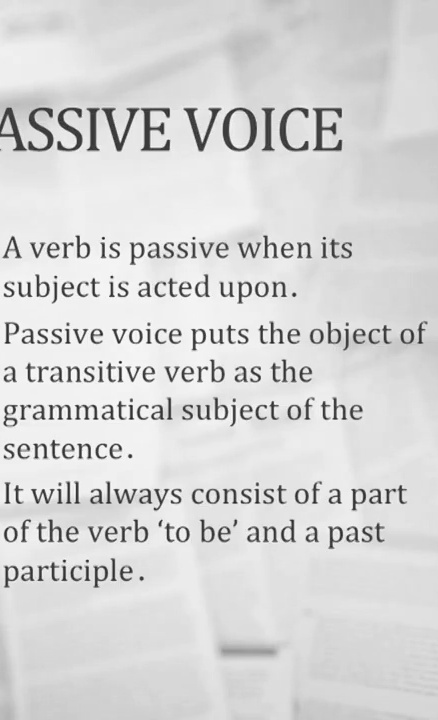 ASSIVE VOICE
A verb is passive when its
subject is acted upon.
Passive voice puts the object of
a transitive verb as the
grammatical subject of the
sentence.
It will always consist of a part
of the verb ‘to be’ and a past
participle.